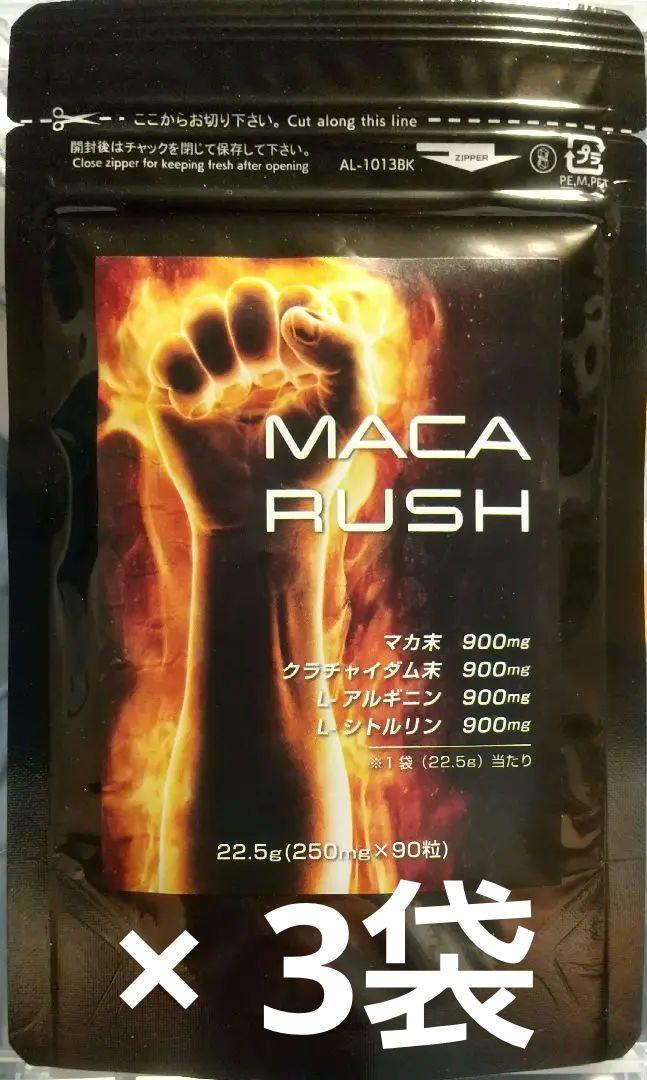 ここからお切り下さい。Cut along this line
開封後はチャックを閉じて保存して下さい。
Close zipper for keeping fresh after opening
AL-1013BK
ZIPPER
プラ
PE,M,PET
MACA
RUSH
マカ末 900mg
クラチャイダム末 900mg
L-アルギニン 900mg
L-シトルリン 900mg
※1袋（22.5g）当たり
22.5g(250mg×90粒)
× 3袋